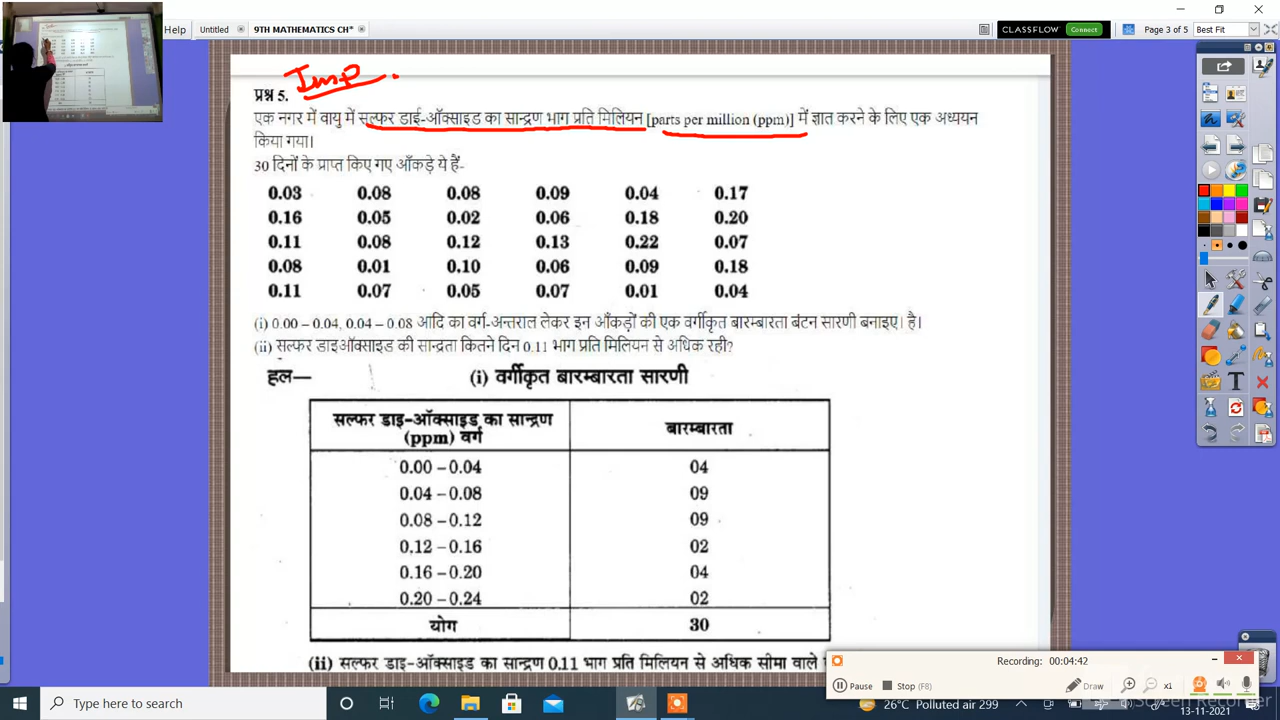 Help
Untitled
9TH MATHEMATICS CH*
CLASSFLOW
Connect
Page 3 of 5
Best Fit
Imp.
प्रश्न 5.
एक नगर में वायु में सल्फर डाई-ऑक्साइड का सान्द्रण भाग प्रति मिलियन [parts per million (ppm)] में ज्ञात करने के लिए एक अध्ययन
किया गया।
30 दिनों के प्राप्त किए गए आँकड़े ये हैं-
0.03 0.08 0.08 0.09 0.04 0.17
0.16 0.05 0.02 0.06 0.18 0.20
0.11 0.08 0.12 0.13 0.22 0.07
0.08 0.01 0.10 0.06 0.09 0.18
0.11 0.07 0.05 0.07 0.01 0.04
(i) 0.00 – 0.04, 0.04 – 0.08 आदि का वर्ग-अन्तराल लेकर इन आँकड़ों की एक वर्गीकृत बारम्बारता बंटन सारणी बनाइए। है।
(ii) सल्फर डाइऑक्साइड की सान्द्रता कितने दिन 0.11 भाग प्रति मिलियन से अधिक रही?
हल— (i) वर्गीकृत बारम्बारता सारणी
सल्फर डाइ-ऑक्साइड का सान्द्रण
(ppm) वर्ग
बारम्बारता
0.00 – 0.04 04
0.04 – 0.08 09
0.08 – 0.12 09
0.12 – 0.16 02
0.16 – 0.20 04
0.20 – 0.24 02
योग 30
(ii) सल्फर डाइ-ऑक्साइड का सान्द्रण 0.11 भाग प्रति मिलियन से अधिक सीमा वाले
Recording: 00:04:42
Pause
Stop (F8)
Draw
x1
Type here to search
26°C Polluted air 299
13-11-2021